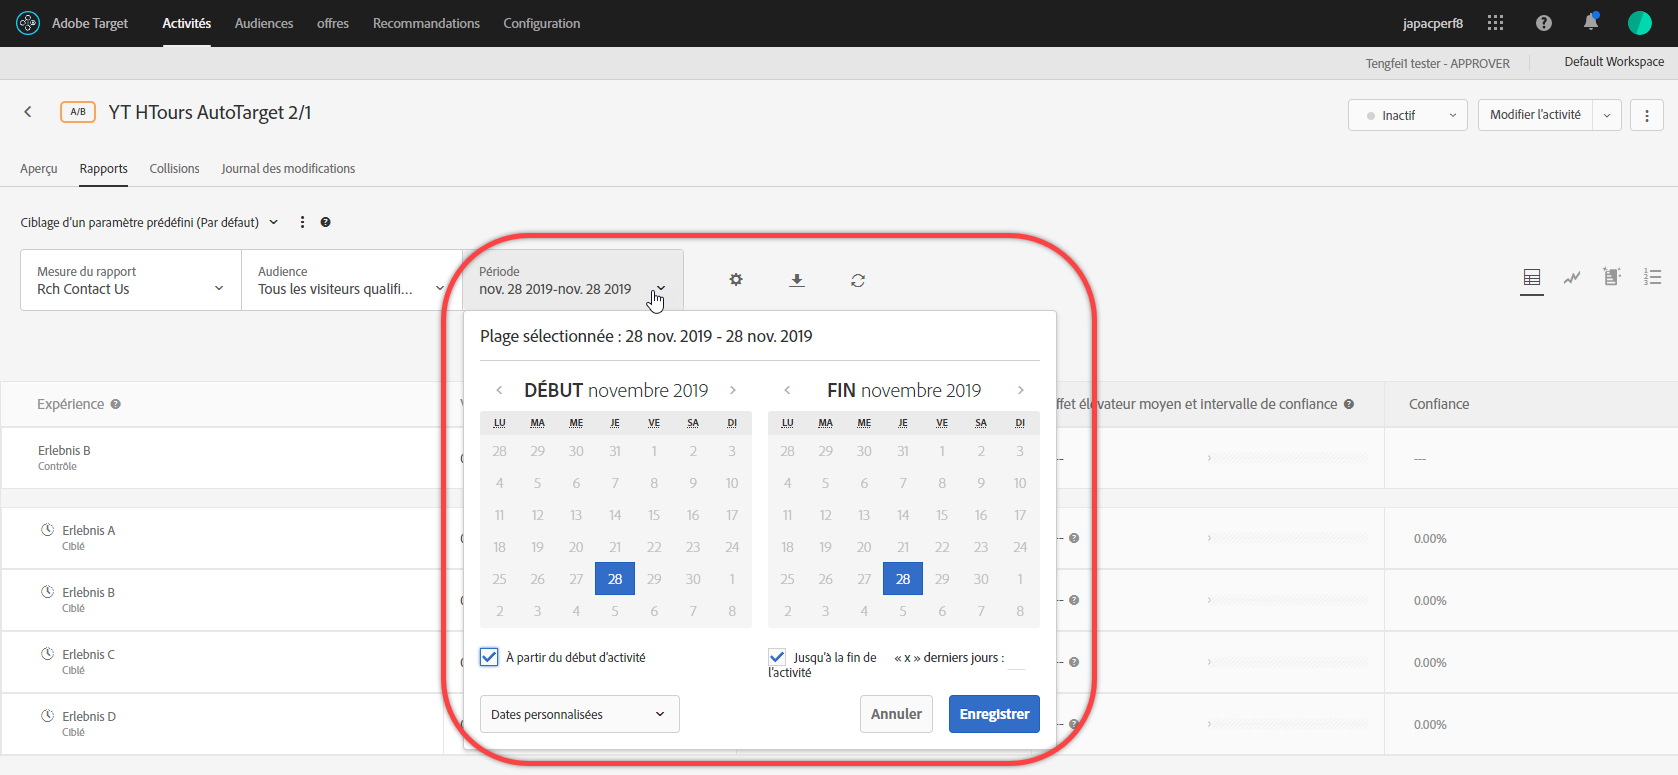 Adobe Target Activités Audiences offres Recommandations Configuration japacperf8
Tengfei1 tester - APPROVER Default Workspace
A/B YT HTours AutoTarget 2/1 Inactif Modifier l'activité
Aperçu Rapports Collisions Journal des modifications
Ciblage d'un paramètre prédéfini (Par défaut)
Mesure du rapport Audience Période
Rch Contact Us Tous les visiteurs qualifi... nov. 28 2019-nov. 28 2019
Plage sélectionnée : 28 nov. 2019 - 28 nov. 2019
DÉBUT novembre 2019 FIN novembre 2019
LU MA ME JE VE SA DI LU MA ME JE VE SA DI
28 29 30 31 1 2 3 28 29 30 31 1 2 3
4 5 6 7 8 9 10 4 5 6 7 8 9 10
11 12 13 14 15 16 17 11 12 13 14 15 16 17
18 19 20 21 22 23 24 18 19 20 21 22 23 24
25 26 27 28 29 30 1 25 26 27 28 29 30 1
2 3 4 5 6 7 8 2 3 4 5 6 7 8
À partir du début d'activité Jusqu'à la fin de l'activité « x » derniers jours :
Dates personnalisées Annuler Enregistrer
Expérience élévateur moyen et intervalle de confiance Confiance
Erlebnis B
Contrôle ---
Erlebnis A
Ciblé 0.00%
Erlebnis B
Ciblé 0.00%
Erlebnis C
Ciblé 0.00%
Erlebnis D
Ciblé 0.00%